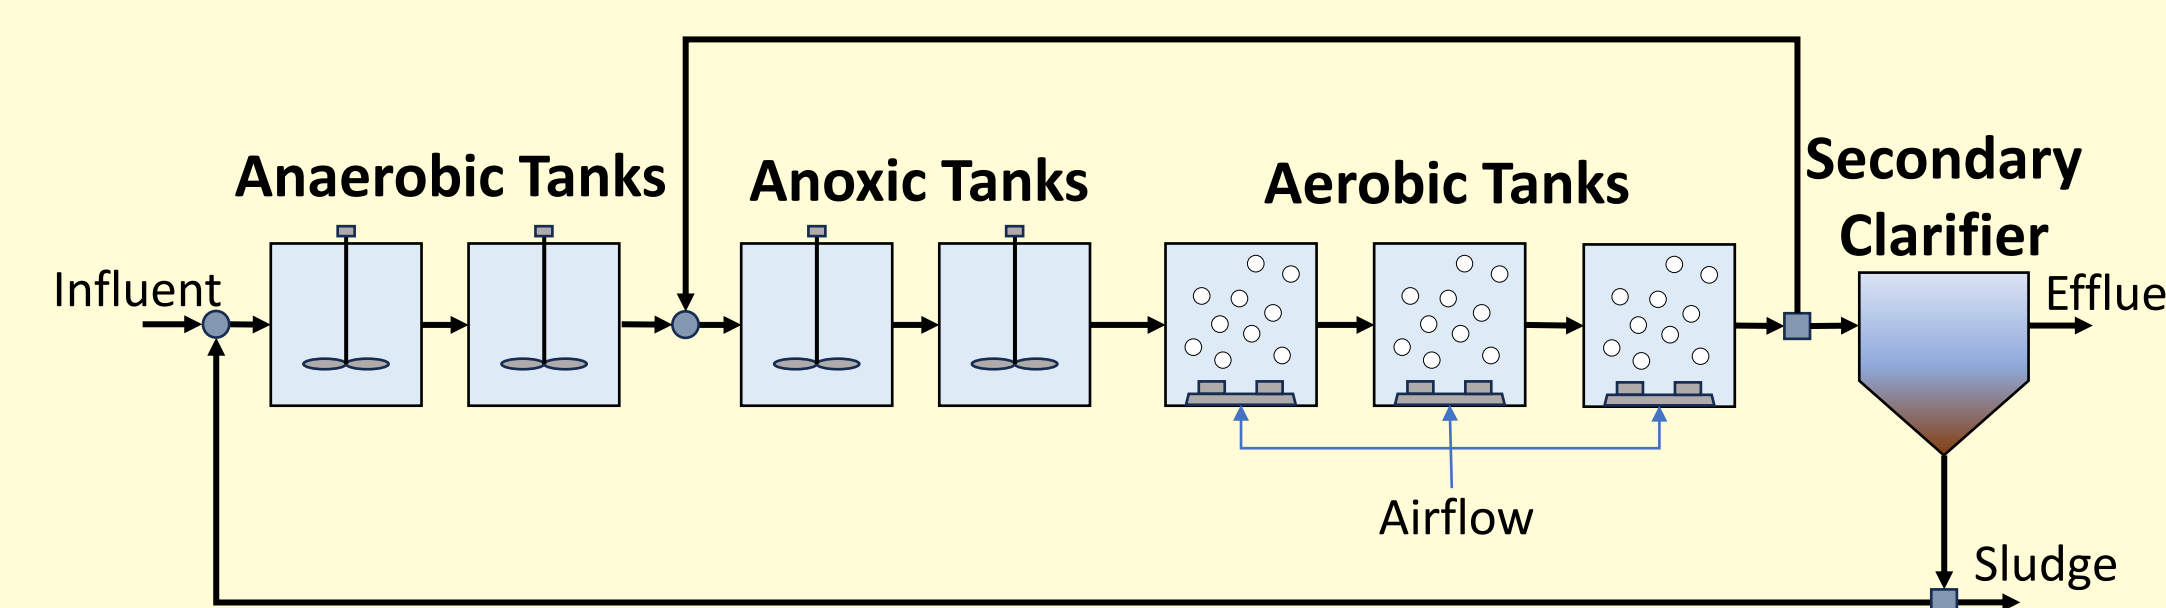 Anaerobic Tanks
Anoxic Tanks
Aerobic Tanks
Secondary
Clarifier
Influent
Efflue
Airflow
Sludge